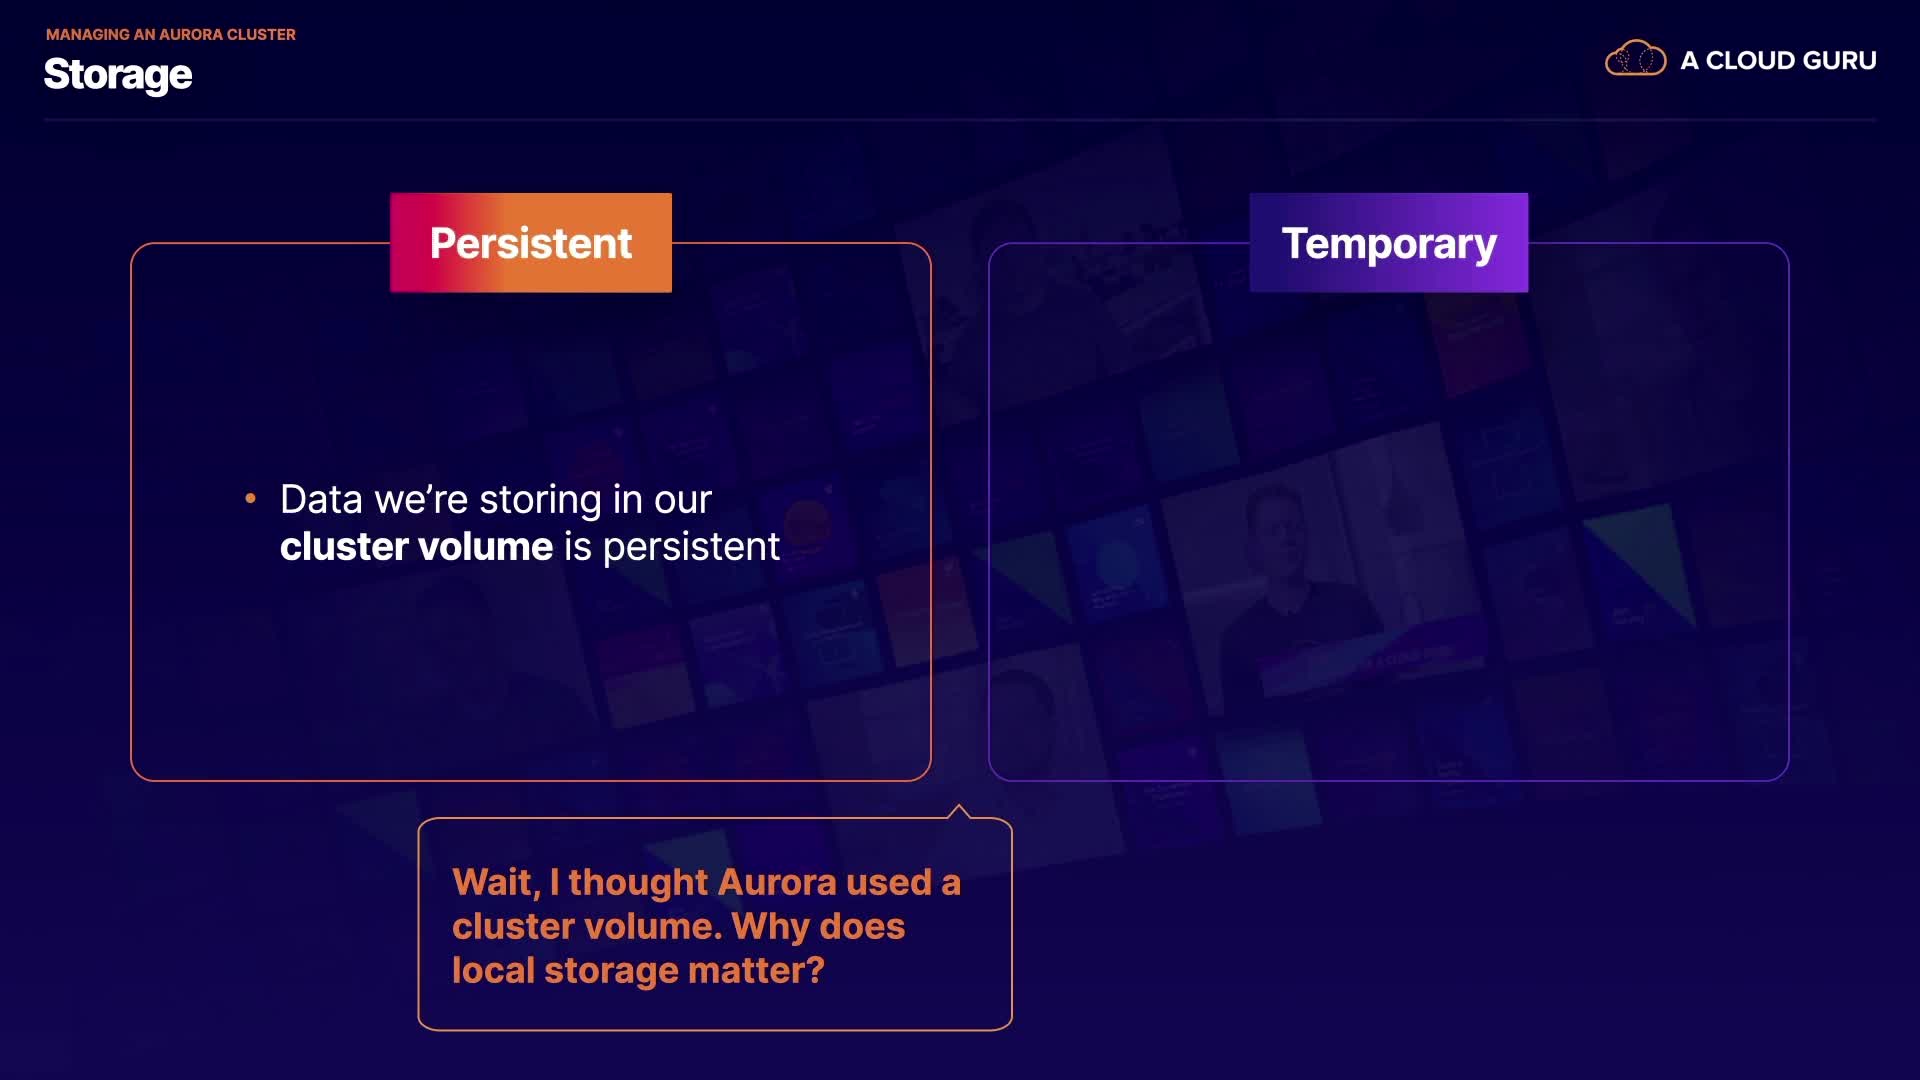 MANAGING AN AURORA CLUSTER
Storage
A CLOUD GURU
Persistent
Temporary
• Data we’re storing in our
cluster volume is persistent
Wait, I thought Aurora used a
cluster volume. Why does
local storage matter?